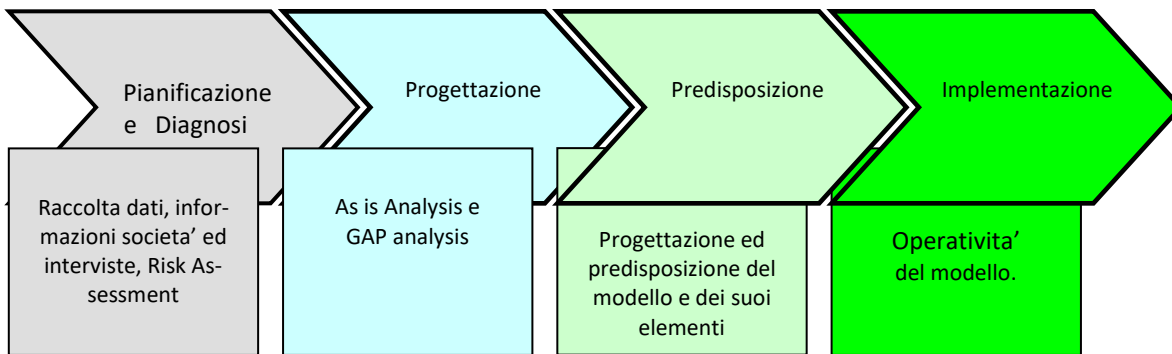 Pianificazione
e Diagnosi
Progettazione
Predisposizione
Implementazione
Raccolta dati, infor-
mazioni societa’ ed
interviste, Risk As-
sessment
As is Analysis e
GAP analysis
Progettazione ed
predisposizione del
modello e dei suoi
elementi
Operativita’
del modello.